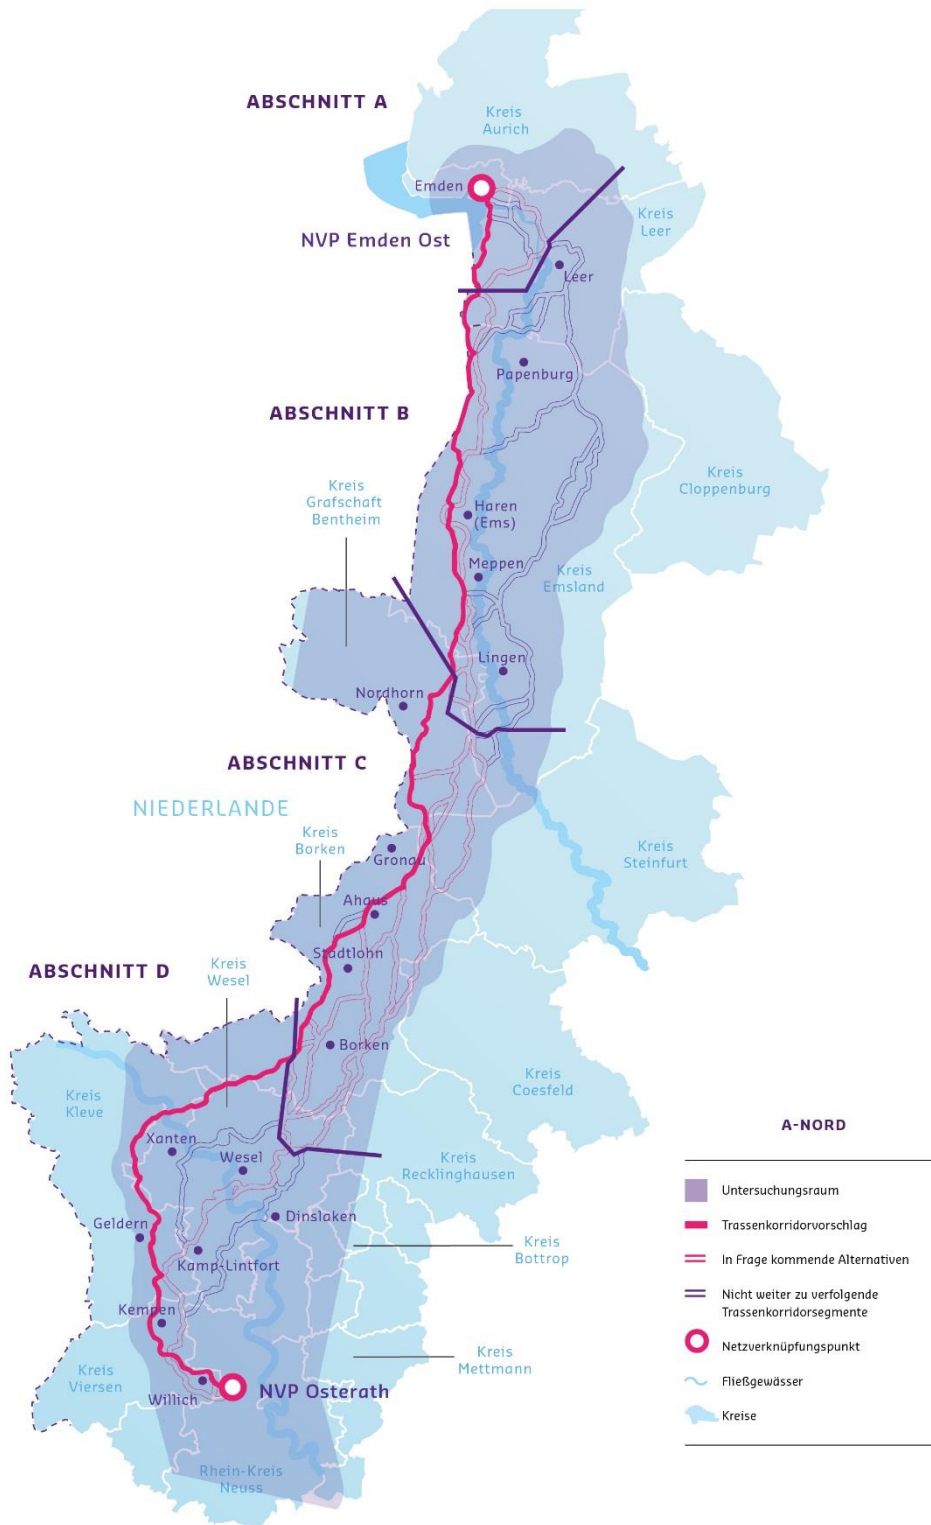 ABSCHNITT A
Kreis
Aurich
Emden
Kreis
Leer
NVP Emden Ost
Leer
Papenburg
ABSCHNITT B
Kreis
Cloppenburg
Kreis
Grafschaft
Bentheim
Haren
(Ems)
Meppen
Kreis
Emsland
Lingen
Nordhorn
ABSCHNITT C
NIEDERLANDE
Kreis
Borken
Gronau
Kreis
Steinfurt
Ahaus
Stadtlohn
ABSCHNITT D
Kreis
Wesel
Borken
Kreis
Coesfeld
Kreis
Kleve
Xanten
Wesel
Kreis
Recklinghausen
Geldern
Dinslaken
Kreis
Bottrop
Kamp-Lintfort
Kempen
Kreis
Mettmann
Kreis
Viersen
Willich
NVP Osterath
Rhein-Kreis
Neuss
A-NORD
Untersuchungsraum
Trassenkorridorvorschlag
In Frage kommende Alternativen
Nicht weiter zu verfolgende
Trassenkorridorsegmente
Netzverknüpfungspunkt
Fließgewässer
Kreise